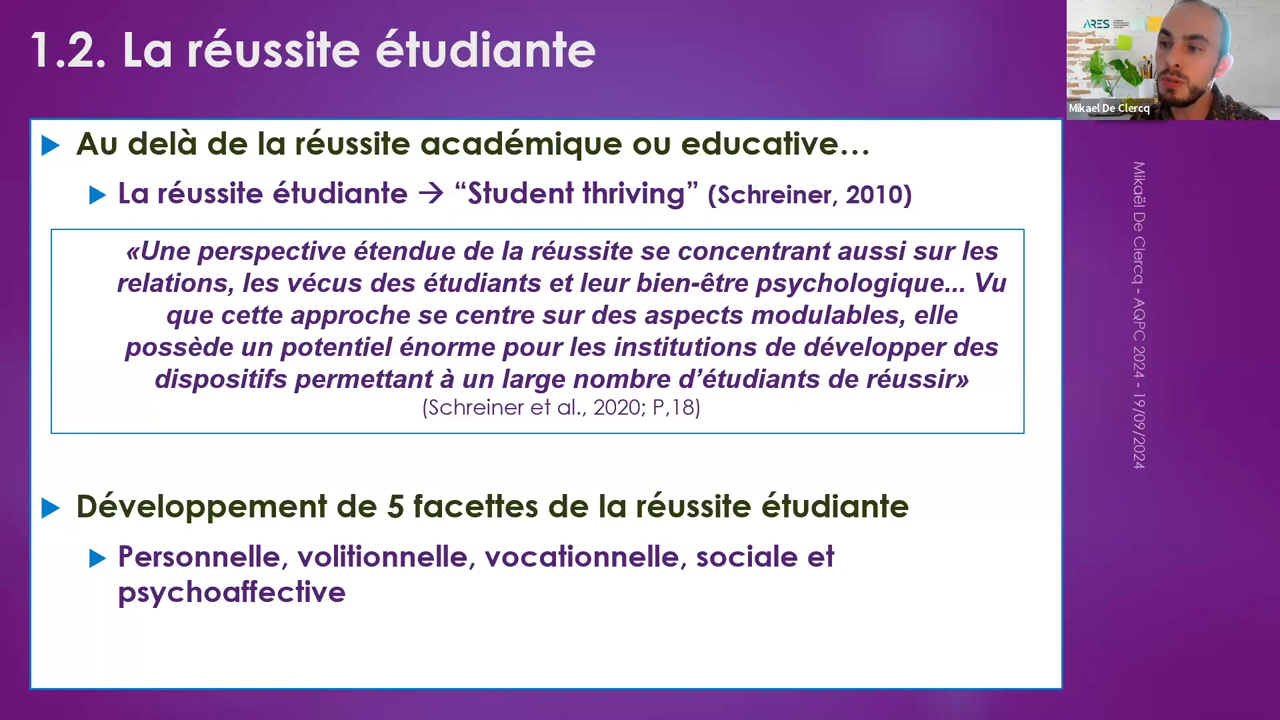 1.2. La réussite étudiante
ARES
Mikael De Clercq
Au delà de la réussite académique ou educative…
La réussite étudiante → “Student thriving” (Schreiner, 2010)
«Une perspective étendue de la réussite se concentrant aussi sur les
relations, les vécus des étudiants et leur bien-être psychologique... Vu
que cette approche se centre sur des aspects modulables, elle
possède un potentiel énorme pour les institutions de développer des
dispositifs permettant à un large nombre d’étudiants de réussir»
(Schreiner et al., 2020; P,18)
Développement de 5 facettes de la réussite étudiante
Personnelle, volitionnelle, vocationnelle, sociale et
psychoaffective
Mikaël De Clercq - AQPC 2024 - 19/09/2024